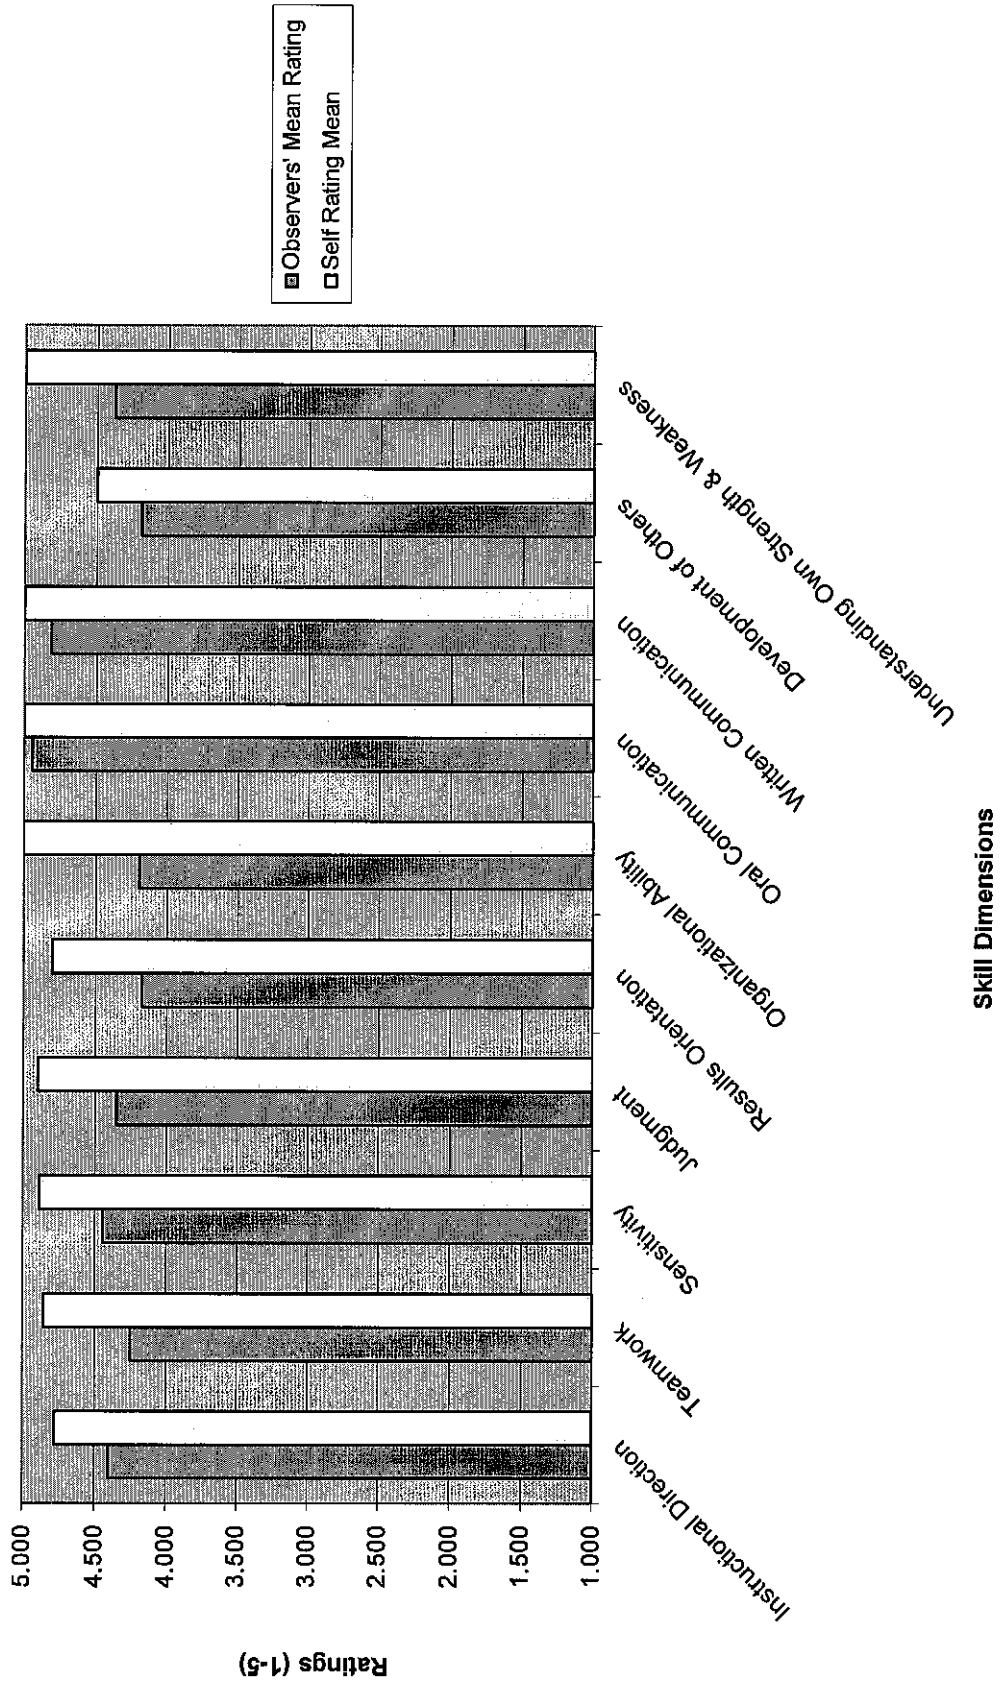 Observers' Mean Rating
Self Rating Mean
Ratings (1-5)
5.000
4.500
4.000
3.500
3.000
2.500
2.000
1.500
1.000
Instructional Direction
Teamwork
Sensitivity
Judgment
Results Orientation
Organizational Ability
Oral Communication
Written Communication
Development of Others
Understanding Own Strength & Weakness
Skill Dimensions